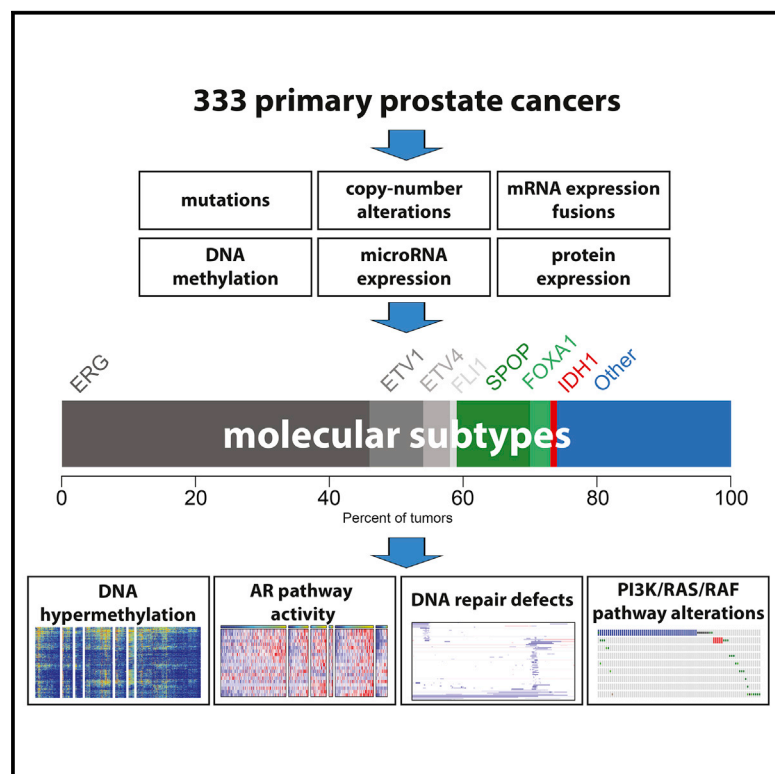 333 primary prostate cancers
mutations
copy-number
alterations
mRNA expression
fusions
DNA
methylation
microRNA
expression
protein
expression
ERG
ETV1
ETV4
FLI1
SPOP
FOXA1
IDH1
Other
molecular subtypes
0
20
40
60
80
100
Percent of tumors
DNA
hypermethylation
AR pathway
activity
DNA repair defects
PI3K/RAS/RAF
pathway alterations